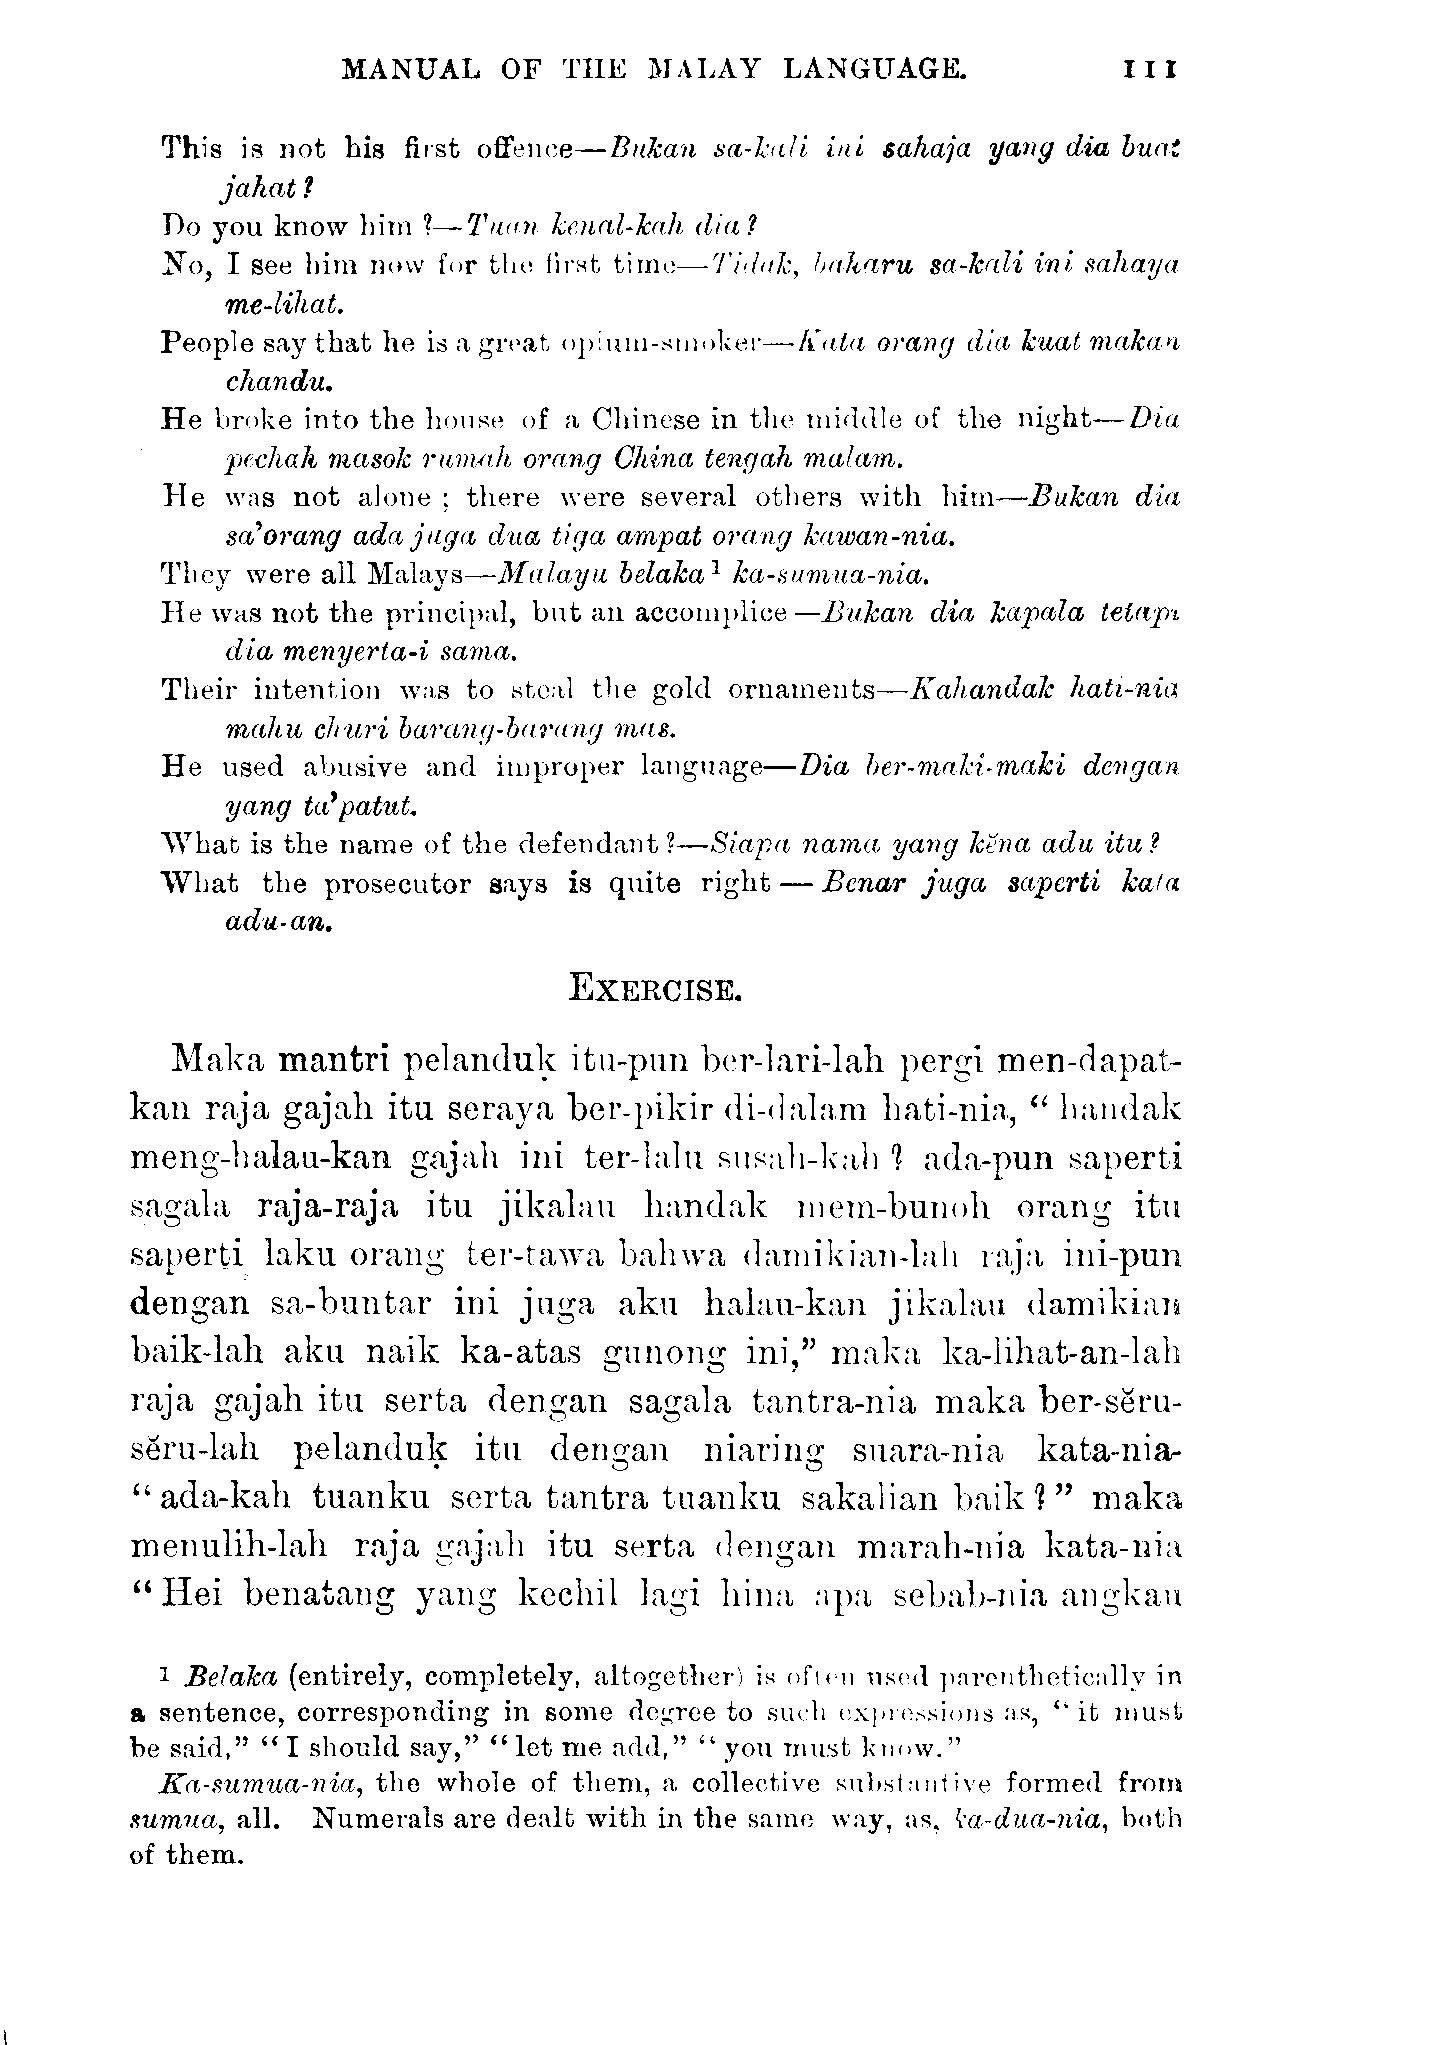 MANUAL OF THE MALAY LANGUAGE. 111
This is not his first offence—Bukan sa-kali ini sahaja yang dia buat
jahat?
Do you know him?—Tuan kenal-kah dia?
No, I see him now for the first time—Tidak, baharu sa-kali ini sahaya
me-lihat.
People say that he is a great opium-smoker—Kata orang dia kuat makan
chandu.
He broke into the house of a Chinese in the middle of the night—Dia
pechah masok rumah orang China tengah malam.
He was not alone; there were several others with him—Bukan dia
sa'orang ada juga dua tiga ampat orang kawan-nia.
They were all Malays—Malayu belaka¹ ka-sumua-nia.
He was not the principal, but an accomplice—Bukan dia kapala tetapi
dia menyerta-i sama.
Their intention was to steal the gold ornaments—Kahandak hati-nia
mahu churi barang-barang mas.
He used abusive and improper language—Dia ber-maki-maki dengan
yang ta'patut.
What is the name of the defendant?—Siapa nama yang kĕna adu itu?
What the prosecutor says is quite right—Benar juga saperti kata
adu-an.
EXERCISE.
Maka mantri pelanduḳ itu-pun ber-lari-lah pergi men-dapat-
kan raja gajah itu seraya ber-pikir di-dalam hati-nia, "handak
meng-halau-kan gajah ini ter-lalu susah-kah? ada-pun saperti
sagala raja-raja itu jikalau handak mem-bunoh orang itu
saperti laku orang ter-tawa bahwa damikian-lah raja ini-pun
dengan sa-buntar ini juga aku halau-kan jikalau damikian
baik-lah aku naik ka-atas gunong ini," maka ka-lihat-an-lah
raja gajah itu serta dengan sagala tantra-nia maka ber-sĕru-
sĕru-lah pelanduḳ itu dengan niaring suara-nia kata-nia-
"ada-kah tuanku serta tantra tuanku sakalian baik?" maka
menulih-lah raja gajah itu serta dengan marah-nia kata-nia
"Hei benatang yang kechil lagi hina apa sebab-nia angkau
¹ Belaka (entirely, completely, altogether) is often used parenthetically in
a sentence, corresponding in some degree to such expressions as, "it must
be said," "I should say," "let me add," "you must know."
Ka-sumua-nia, the whole of them, a collective substantive formed from
sumua, all. Numerals are dealt with in the same way, as, ka-dua-nia, both
of them.